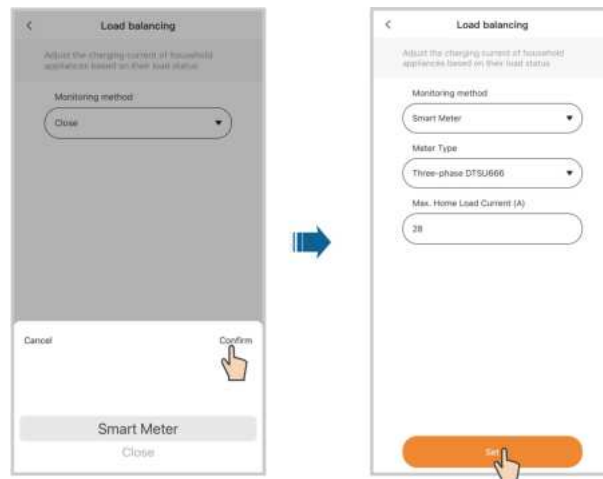 Load balancing
Adjust the charging current of household
appliances based on their load status
Monitoring method
Close
Cancel
Confirm
Smart Meter
Close
Load balancing
Adjust the charging current of household
appliances based on their load status
Monitoring method
Smart Meter
Meter Type
Three-phase DTSU666
Max. Home Load Current (A)
28
Set